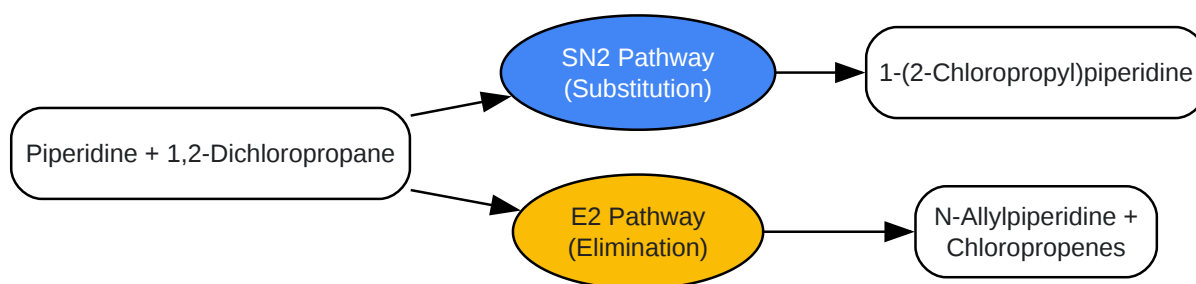 Piperidine + 1,2-Dichloropropane
SN2 Pathway
(Substitution)
1-(2-Chloropropyl)piperidine
E2 Pathway
(Elimination)
N-Allylpiperidine +
Chloropropenes